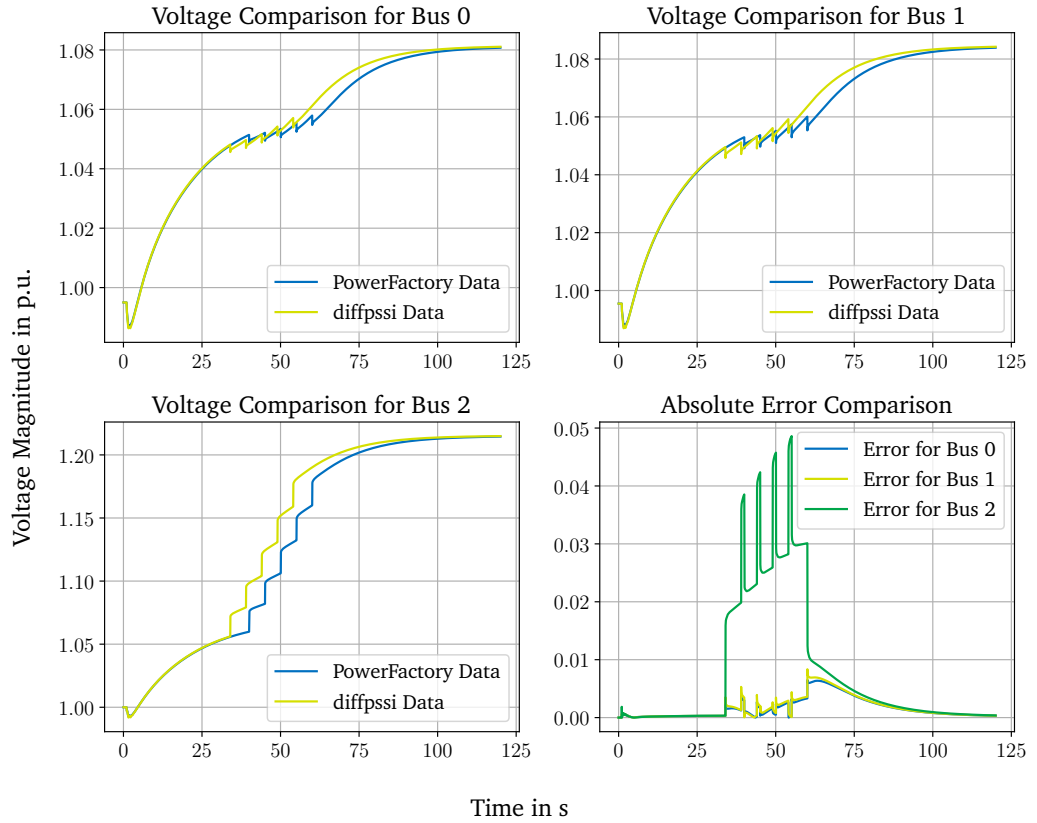 Voltage Comparison for Bus 0
1.08
1.06
1.04
1.02
1.00
0 25 50 75 100 125
PowerFactory Data
diffpssi Data
Voltage Comparison for Bus 1
1.08
1.06
1.04
1.02
1.00
0 25 50 75 100 125
PowerFactory Data
diffpssi Data
Voltage Magnitude in p.u.
Voltage Comparison for Bus 2
1.20
1.15
1.10
1.05
1.00
0 25 50 75 100 125
PowerFactory Data
diffpssi Data
Absolute Error Comparison
0.05
0.04
0.03
0.02
0.01
0.00
0 25 50 75 100 125
Error for Bus 0
Error for Bus 1
Error for Bus 2
Time in s